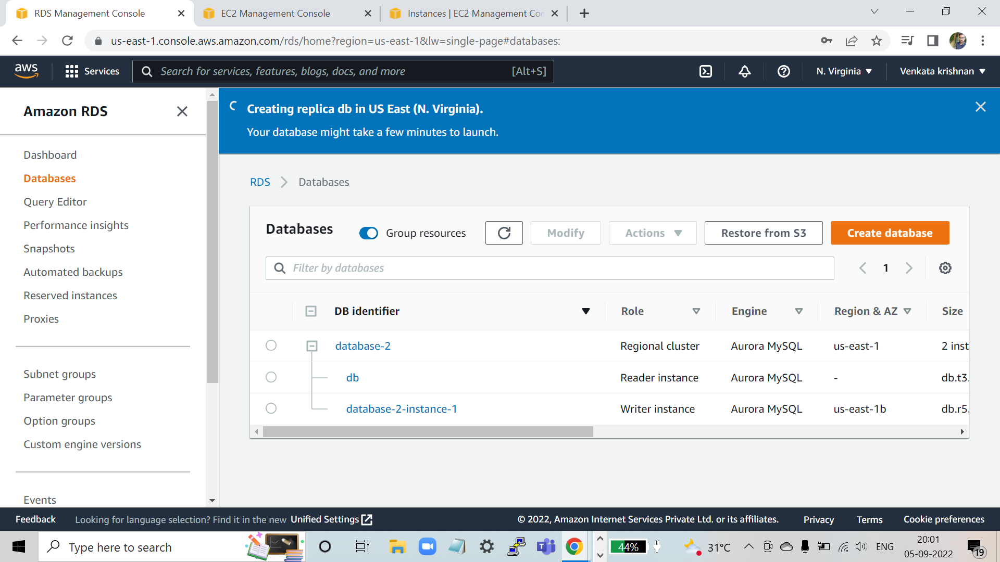 RDS Management Console
EC2 Management Console
Instances | EC2 Management Cor
us-east-1.console.aws.amazon.com/rds/home?region=us-east-1&lw=single-page#databases:
aws
Services
Search for services, features, blogs, docs, and more
[Alt+S]
N. Virginia
Venkata krishnan
Amazon RDS
Dashboard
Databases
Query Editor
Performance insights
Snapshots
Automated backups
Reserved instances
Proxies
Subnet groups
Parameter groups
Option groups
Custom engine versions
Events
Creating replica db in US East (N. Virginia).
Your database might take a few minutes to launch.
RDS
Databases
Databases
Group resources
Modify
Actions
Restore from S3
Create database
Filter by databases
1
DB identifier Role Engine Region & AZ Size
database-2 Regional cluster Aurora MySQL us-east-1 2 inst
db Reader instance Aurora MySQL - db.t3.
database-2-instance-1 Writer instance Aurora MySQL us-east-1b db.r5.
Feedback
Looking for language selection? Find it in the new Unified Settings
© 2022, Amazon Internet Services Private Ltd. or its affiliates.
Privacy
Terms
Cookie preferences
Type here to search
44%
31°C
ENG
20:01
05-09-2022
19